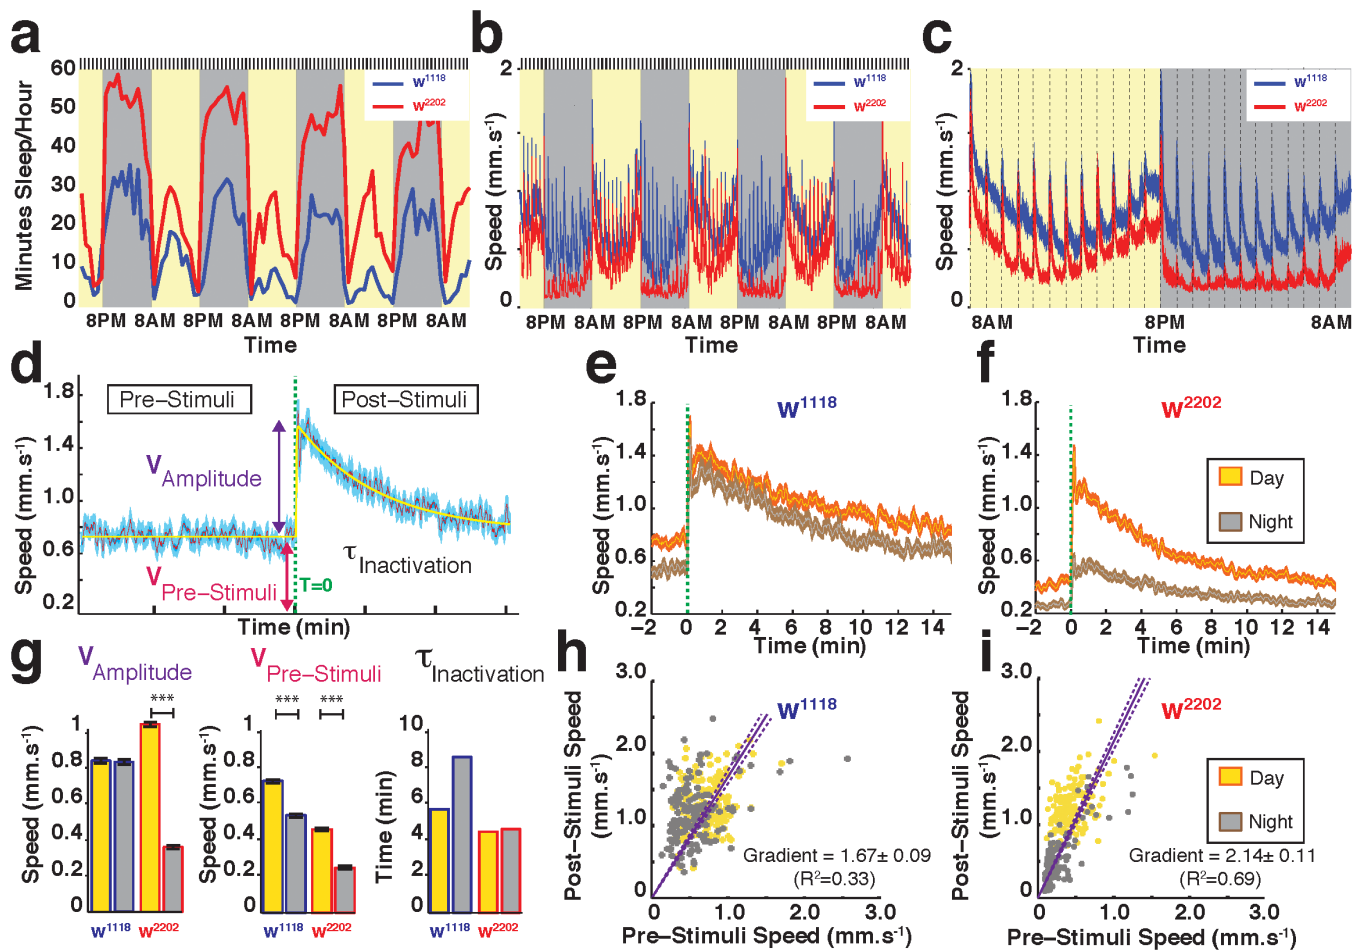 a
Minutes Sleep/Hour
60
50
40
30
20
10
0
w1118
w2202
8PM 8AM 8PM 8AM 8PM 8AM 8PM 8AM
Time
b
Speed (mm.s-1)
2
1
0
w1118
w2202
8PM 8AM 8PM 8AM 8PM 8AM 8PM 8AM
Time
c
Speed (mm.s-1)
2
1
0
w1118
w2202
8AM 8PM 8AM
Time
d
Speed (mm.s-1)
1.8
1.4
1.0
0.6
0.2
Pre–Stimuli
Post–Stimuli
V Amplitude
V Pre–Stimuli
T=0
τ Inactivation
Time (min)
e
w1118
Speed (mm.s-1)
1.8
1.4
1.0
0.6
0.2
–2 0 2 4 6 8 10 12 14
Time (min)
f
w2202
Speed (mm.s-1)
1.8
1.4
1.0
0.6
0.2
Day
Night
–2 0 2 4 6 8 10 12 14
Time (min)
g
V Amplitude
***
Speed (mm.s-1)
1
0.8
0.6
0.4
0.2
0
w1118 w2202
V Pre–Stimuli
*** ***
Speed (mm.s-1)
1
0.8
0.6
0.4
0.2
0
w1118 w2202
τ Inactivation
Time (min)
10
8
6
4
2
0
w1118 w2202
h
w1118
Post–Stimuli Speed
(mm.s-1)
3.0
2.0
1.0
0
Gradient = 1.67± 0.09
(R2=0.33)
0 1.0 2.0 3.0
Pre–Stimuli Speed (mm.s-1)
i
w2202
Post–Stimuli Speed
(mm.s-1)
3.0
2.0
1.0
0
Day
Night
Gradient = 2.14± 0.11
(R2=0.69)
0 1.0 2.0 3.0
Pre–Stimuli Speed (mm.s-1)